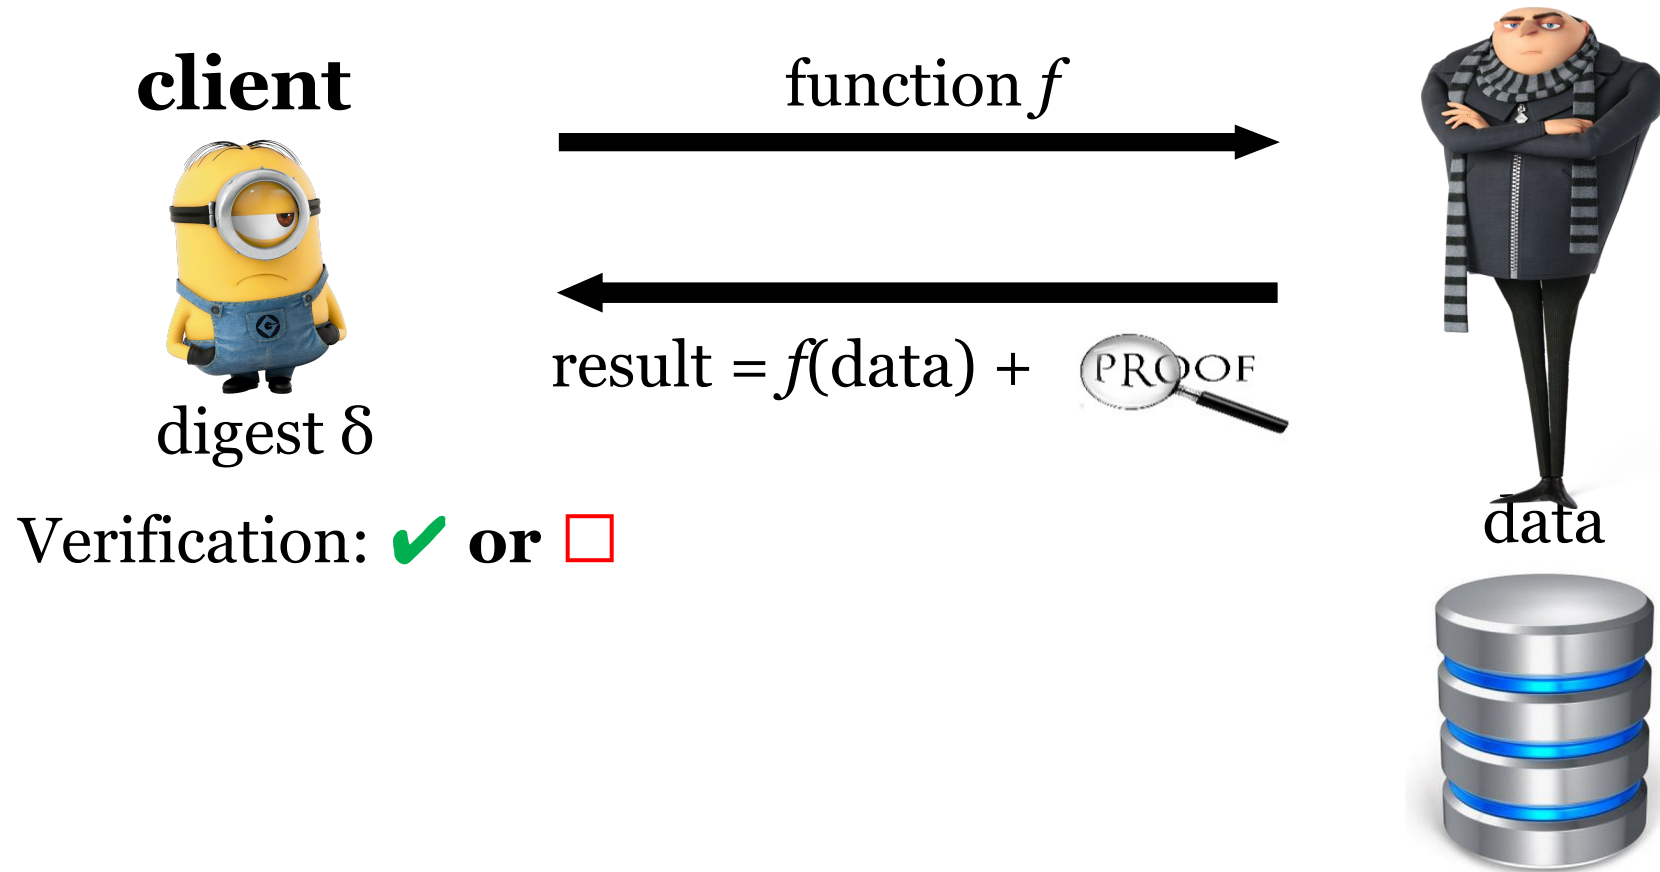 client
function f
result = f(data) + PROOF
digest δ
Verification: ✔ or □
data